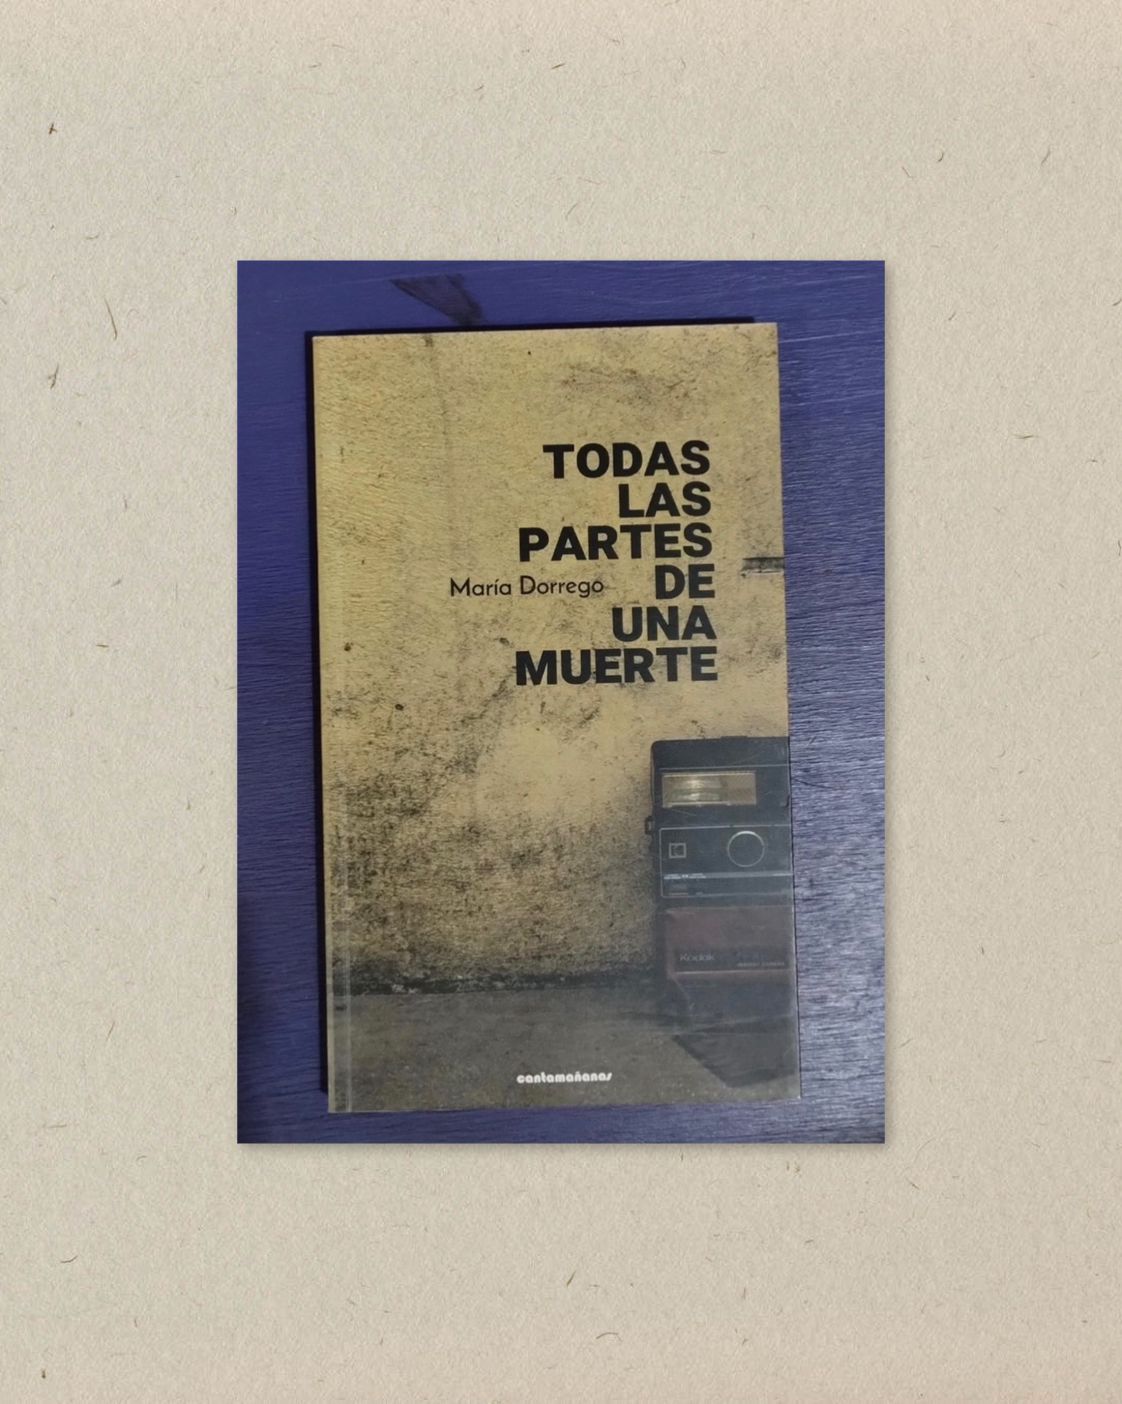 TODAS
LAS
PARTES
DE
María Dorrego
UNA
MUERTE
Kodak
cantamañanas